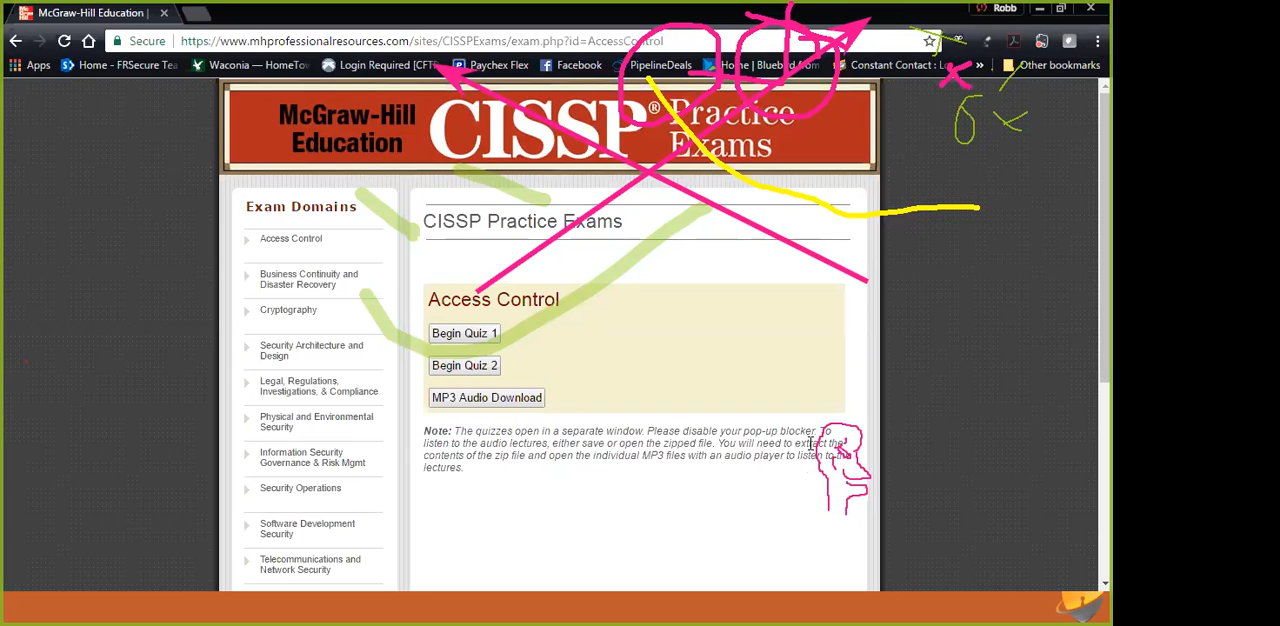 McGraw-Hill Education |
Robb
Secure
https://www.mhprofessionalresources.com/sites/CISSPExams/exam.php?id=AccessControl
Apps
Home - FRSecure Tea
Waconia — HomeTow
Login Required [CFT
Paychex Flex
Facebook
PipelineDeals
Home | Bluebird from
Constant Contact : Lo
»
Other bookmarks
McGraw-Hill
Education
CISSP® Practice
Exams
Exam Domains
Access Control
Business Continuity and
Disaster Recovery
Cryptography
Security Architecture and
Design
Legal, Regulations,
Investigations, & Compliance
Physical and Environmental
Security
Information Security
Governance & Risk Mgmt
Security Operations
Software Development
Security
Telecommunications and
Network Security
CISSP Practice Exams
Access Control
Begin Quiz 1
Begin Quiz 2
MP3 Audio Download
Note: The quizzes open in a separate window. Please disable your pop-up blocker. To
listen to the audio lectures, either save or open the zipped file. You will need to extract the
contents of the zip file and open the individual MP3 files with an audio player to listen to the
lectures.